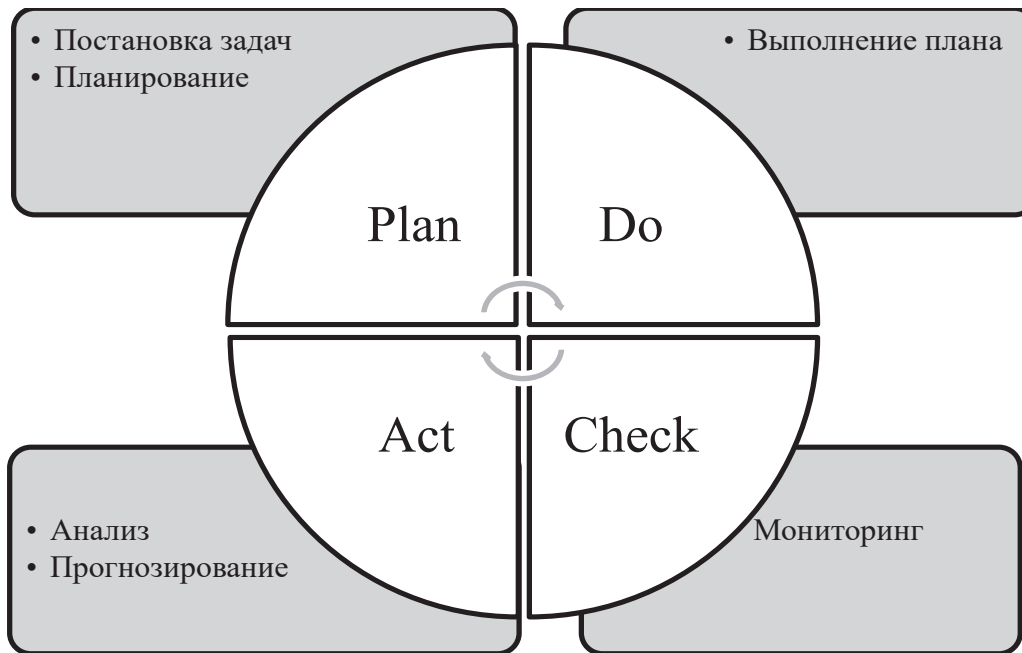 • Постановка задач
• Планирование
• Выполнение плана
Plan
Do
Act
Check
• Анализ
• Прогнозирование
Мониторинг